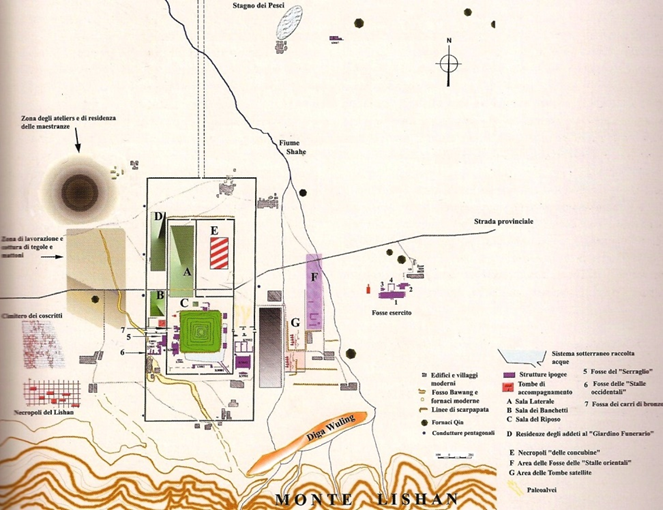 Stagno dei Pesci
N
Zona degli ateliers e di residenza
delle maestranze
Fiume
Shahe
Strada provinciale
Zona di lavorazione e
cottura di tegole e
mattoni
D
E
A
F
B
C
3
4
2
1
Fosse esercito
7
5
6
G
Cimitero dei coscritti
Necropoli del Lishan
Diga Wuling
MONTE LISHAN
Edifici e villaggi
moderni
Fosso Bawang e
fornaci moderne
Linee di scarpapata
Fornaci Qin
Condutture pentagonali
Sistema sotterraneo raccolta
acque
Strutture ipogee
Tombe di
accompagnamento
A Sala Laterale
B Sala dei Banchetti
C Sala del Riposo
5 Fosse del "Serraglio"
6 Fosse delle "Stalle
occidentali"
7 Fossa dei carri di bronzo
D Residenze degli addeti al "Giardino Funerario"
E Necropoli "delle concubine"
F Area delle Fosse delle "Stalle orientali"
G Area delle Tombe satellite
Paleoalvei